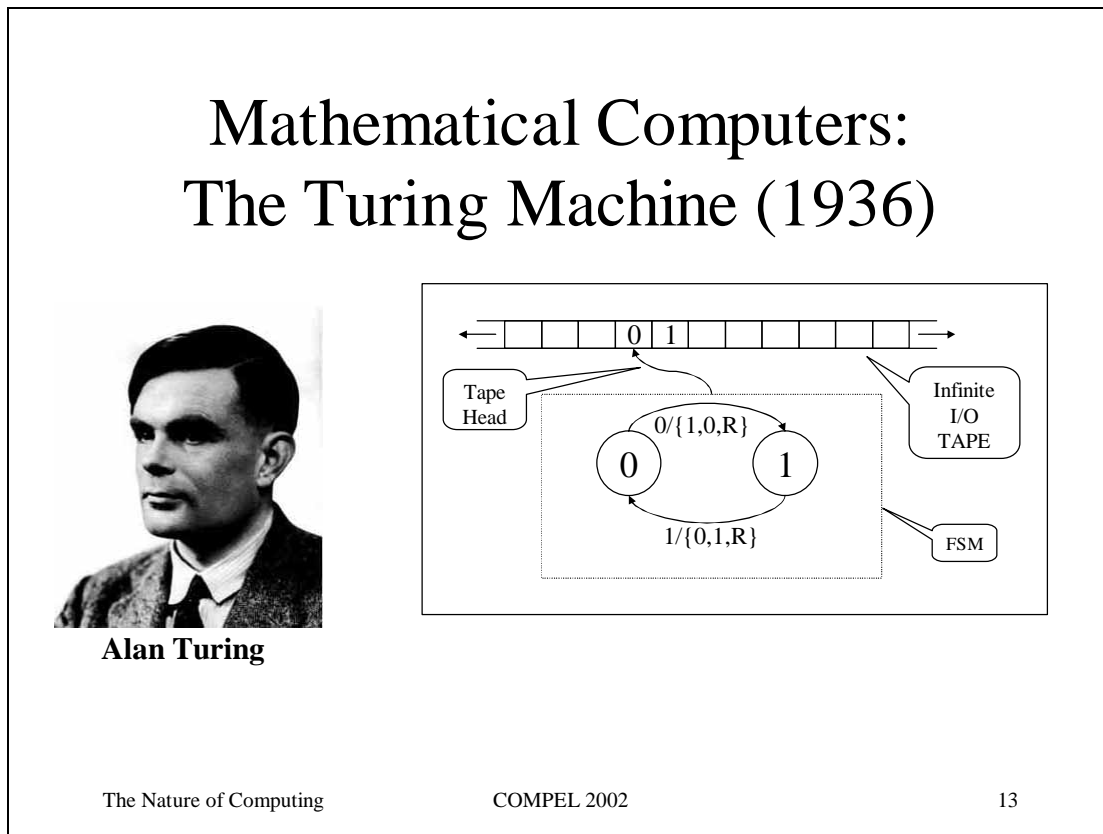 Mathematical Computers:
The Turing Machine (1936)
0 1
Tape
Head
Infinite
I/O
TAPE
0/{1,0,R}
0
1
1/{0,1,R}
FSM
Alan Turing
The Nature of Computing
COMPEL 2002
13